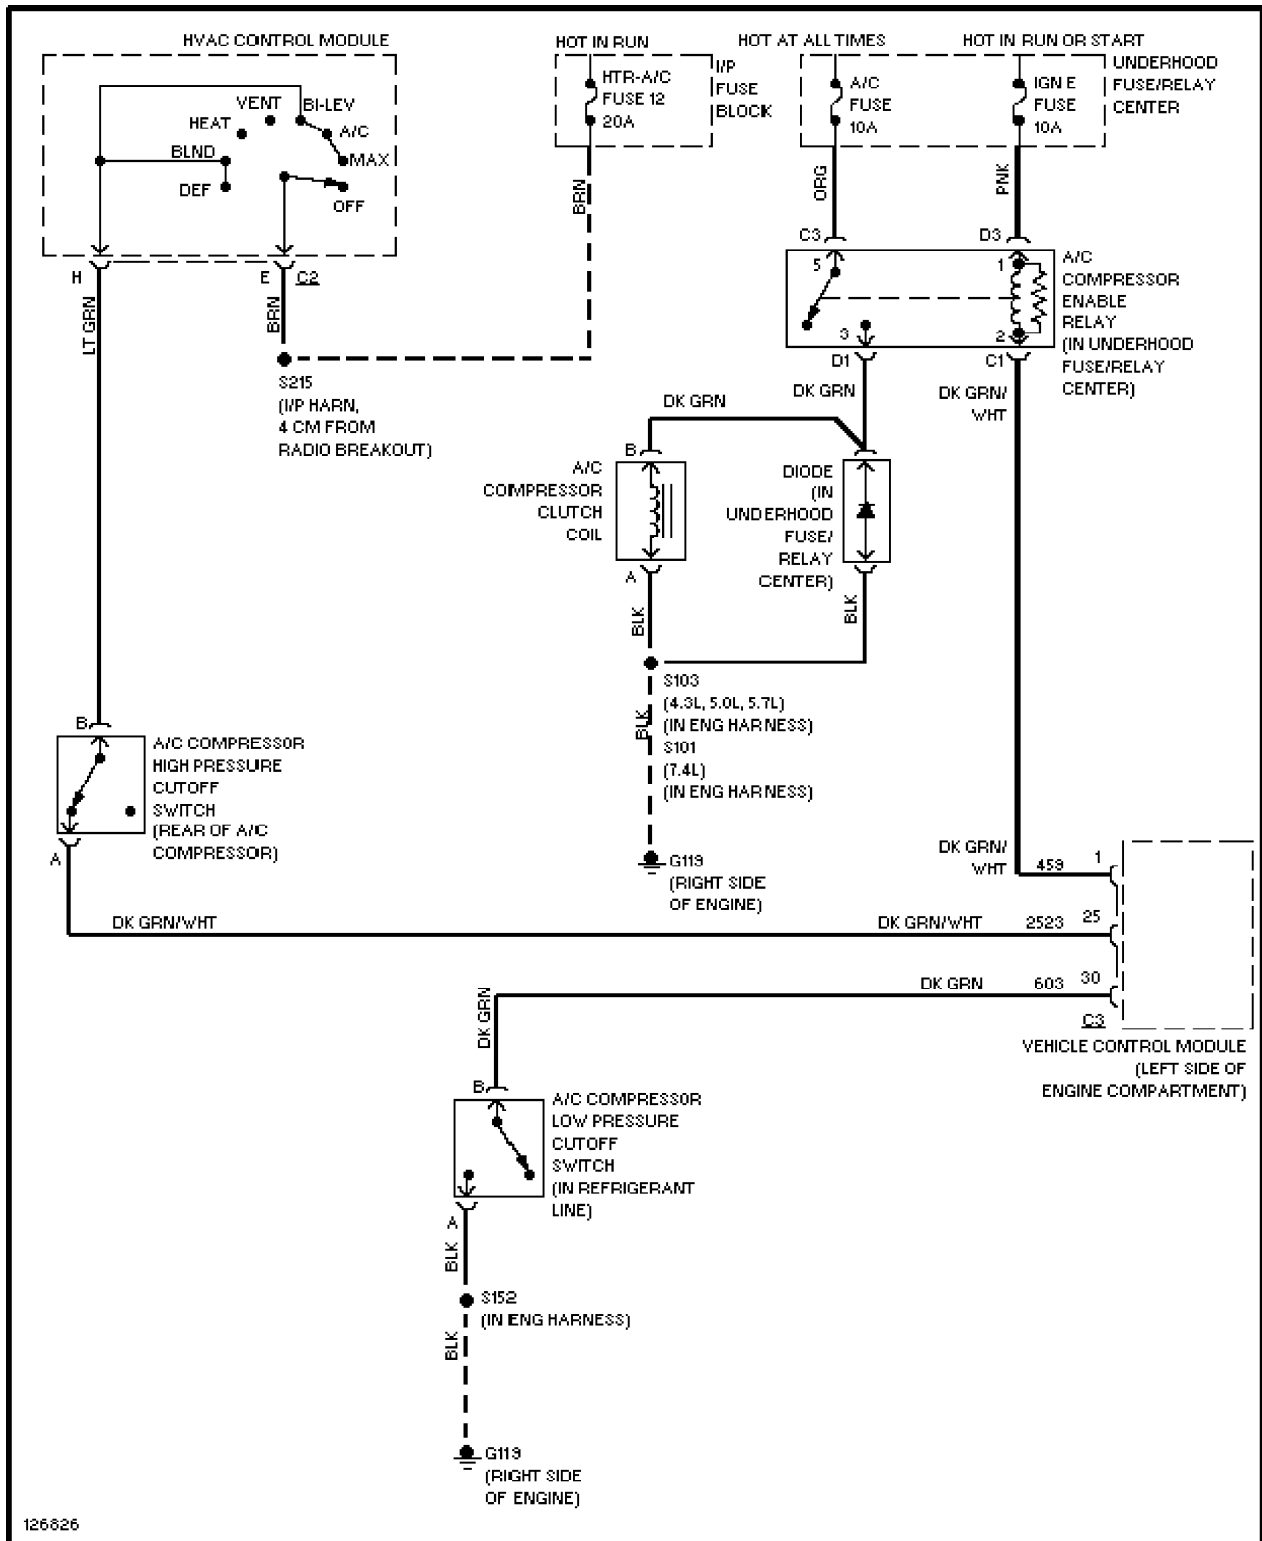 HVAC CONTROL MODULE
HOT IN RUN
HOT AT ALL TIMES
HOT IN RUN OR START
HTR-A/C
FUSE 12
20A
I/P
FUSE
BLOCK
A/C
FUSE
10A
IGN E
FUSE
10A
UNDERHOOD
FUSE/RELAY
CENTER
VENT
BI-LEV
HEAT
A/C
BLND
MAX
DEF
OFF
BRN
ORG
PNK
H
E
C2
LT GRN
BRN
S215
(I/P HARN,
4 CM FROM
RADIO BREAKOUT)
C3
D3
5
1
3
2
D1
C1
A/C
COMPRESSOR
ENABLE
RELAY
(IN UNDERHOOD
FUSE/RELAY
CENTER)
DK GRN
DK GRN
DK GRN/
WHT
B
A/C
COMPRESSOR
CLUTCH
COIL
A
DIODE
(IN
UNDERHOOD
FUSE/
RELAY
CENTER)
BLK
BLK
S103
(4.3L, 5.0L, 5.7L)
(IN ENG HARNESS)
BLK
S101
(7.4L)
(IN ENG HARNESS)
G119
(RIGHT SIDE
OF ENGINE)
B
A/C COMPRESSOR
HIGH PRESSURE
CUTOFF
SWITCH
(REAR OF A/C
COMPRESSOR)
A
DK GRN/
WHT
459
1
DK GRN/WHT
DK GRN/WHT
2523
25
DK GRN
603
30
C3
VEHICLE CONTROL MODULE
(LEFT SIDE OF
ENGINE COMPARTMENT)
DK GRN
B
A/C COMPRESSOR
LOW PRESSURE
CUTOFF
SWITCH
(IN REFRIGERANT
LINE)
A
BLK
S152
(IN ENG HARNESS)
BLK
G119
(RIGHT SIDE
OF ENGINE)
126826